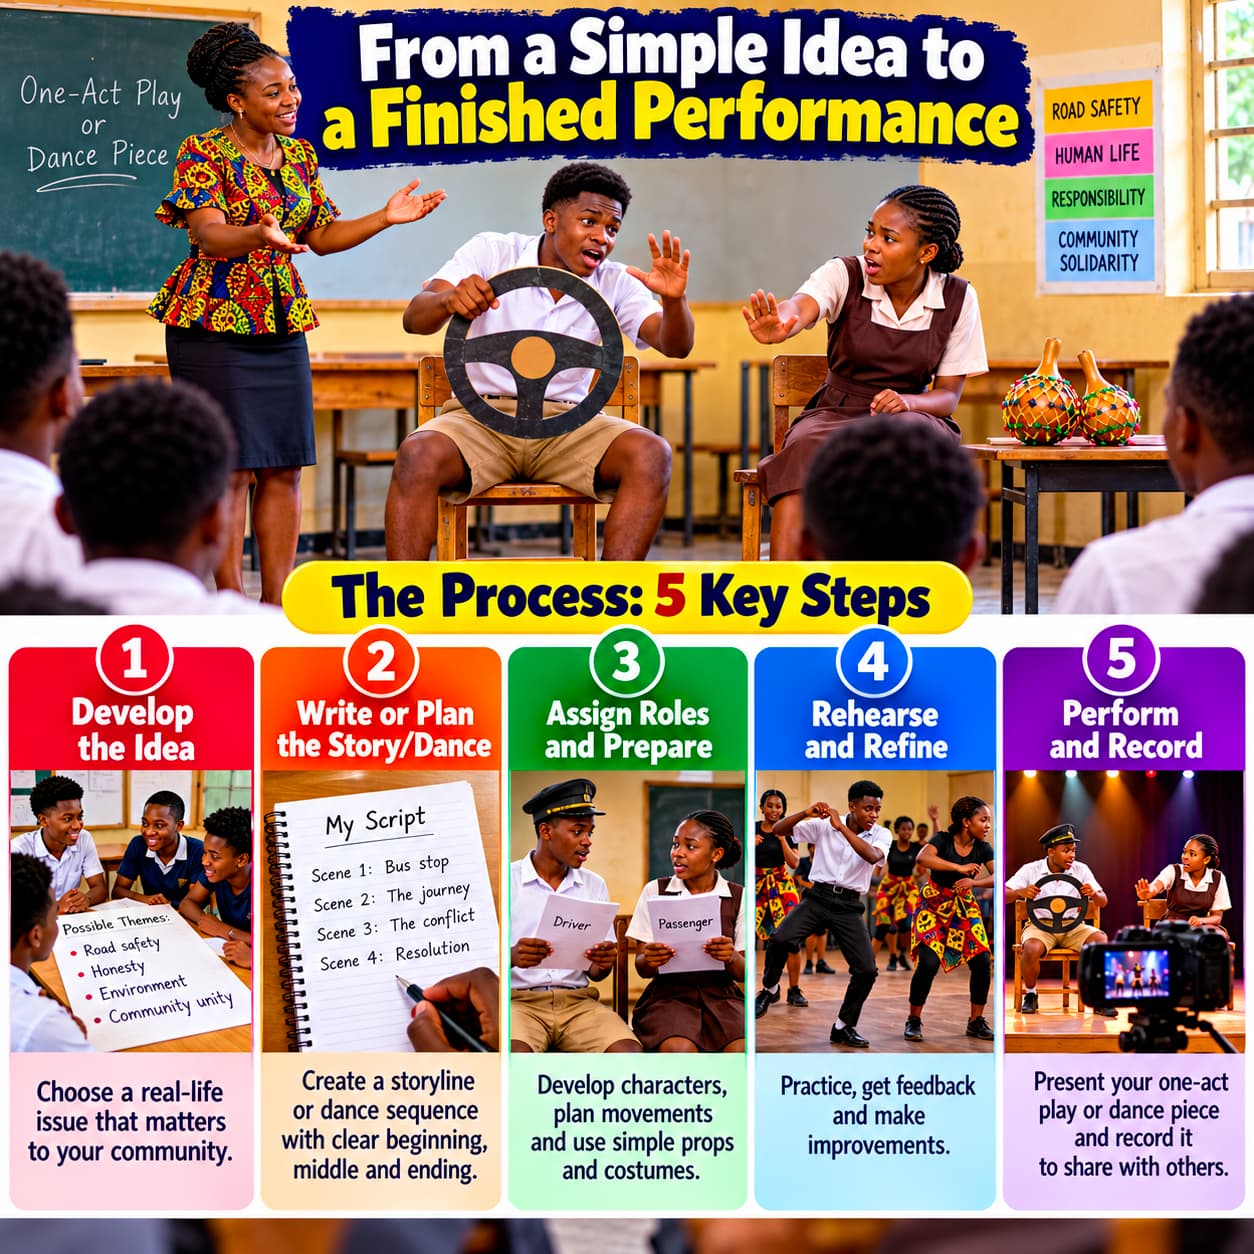 One-Act Play
or
Dance Piece
From a Simple Idea to
a Finished Performance
ROAD SAFETY
HUMAN LIFE
RESPONSIBILITY
COMMUNITY
SOLIDARITY
The Process: 5 Key Steps
1
Develop
the Idea
Possible Themes:
• Road safety
• Honesty
• Environment
• Community unity
Choose a real-life
issue that matters
to your community.
2
Write or Plan
the Story/Dance
My Script
Scene 1: Bus stop
Scene 2: The journey
Scene 3: The conflict
Scene 4: Resolution
Create a storyline
or dance sequence
with clear beginning,
middle and ending.
3
Assign Roles
and Prepare
Driver
Passenger
Develop characters,
plan movements
and use simple props
and costumes.
4
Rehearse
and Refine
Practice, get feedback
and make
improvements.
5
Perform
and Record
Present your one-act
play or dance piece
and record it
to share with others.